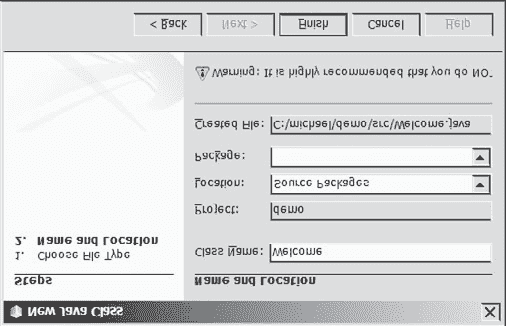 New Java Class
Steps
1. Choose File Type
2. Name and Location
Name and Location
Class Name: Welcome
Project: demo
Location: Source Packages
Package:
Created File: C:\michael\demo\src\Welcome.java
Warning: It is highly recommended that you do NOT
< Back
Next >
Finish
Cancel
Help